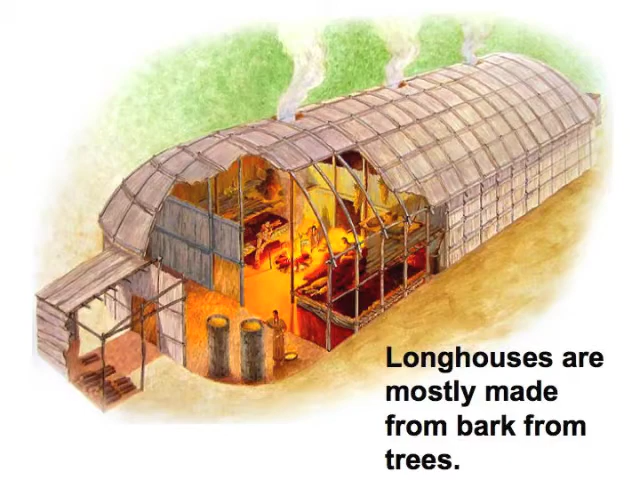 Longhouses are
mostly made
from bark from
trees.